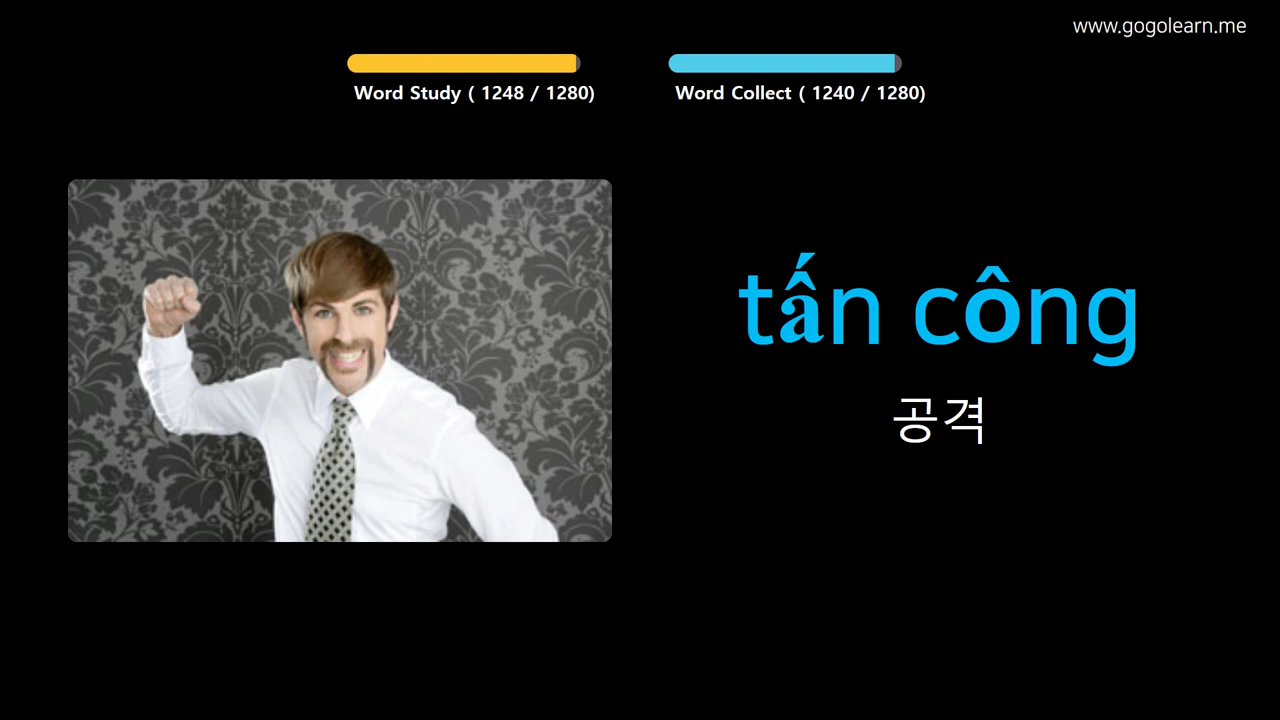 www.gogolearn.me
Word Study ( 1248 / 1280)
Word Collect ( 1240 / 1280)
tấn công
공격